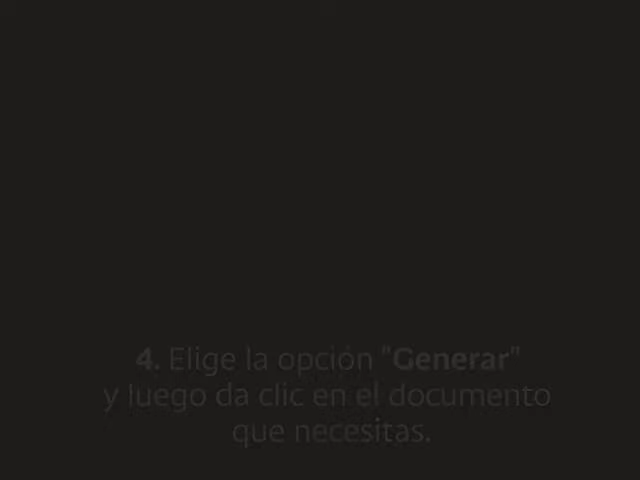 4. Elige la opción "Generar"
y luego da clic en el documento
que necesitas.